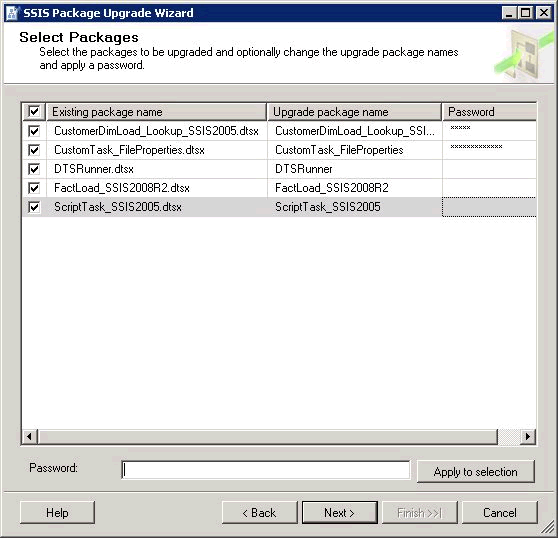 SSIS Package Upgrade Wizard
Select Packages
Select the packages to be upgraded and optionally change the upgrade package names
and apply a password.
Existing package name Upgrade package name Password
CustomerDimLoad_Lookup_SSIS2005.dtsx CustomerDimLoad_Lookup_SSI... *****
CustomTask_FileProperties.dtsx CustomTask_FileProperties *************
DTSRunner.dtsx DTSRunner
FactLoad_SSIS2008R2.dtsx FactLoad_SSIS2008R2
ScriptTask_SSIS2005.dtsx ScriptTask_SSIS2005
Password: Apply to selection
Help < Back Next > Finish >>| Cancel